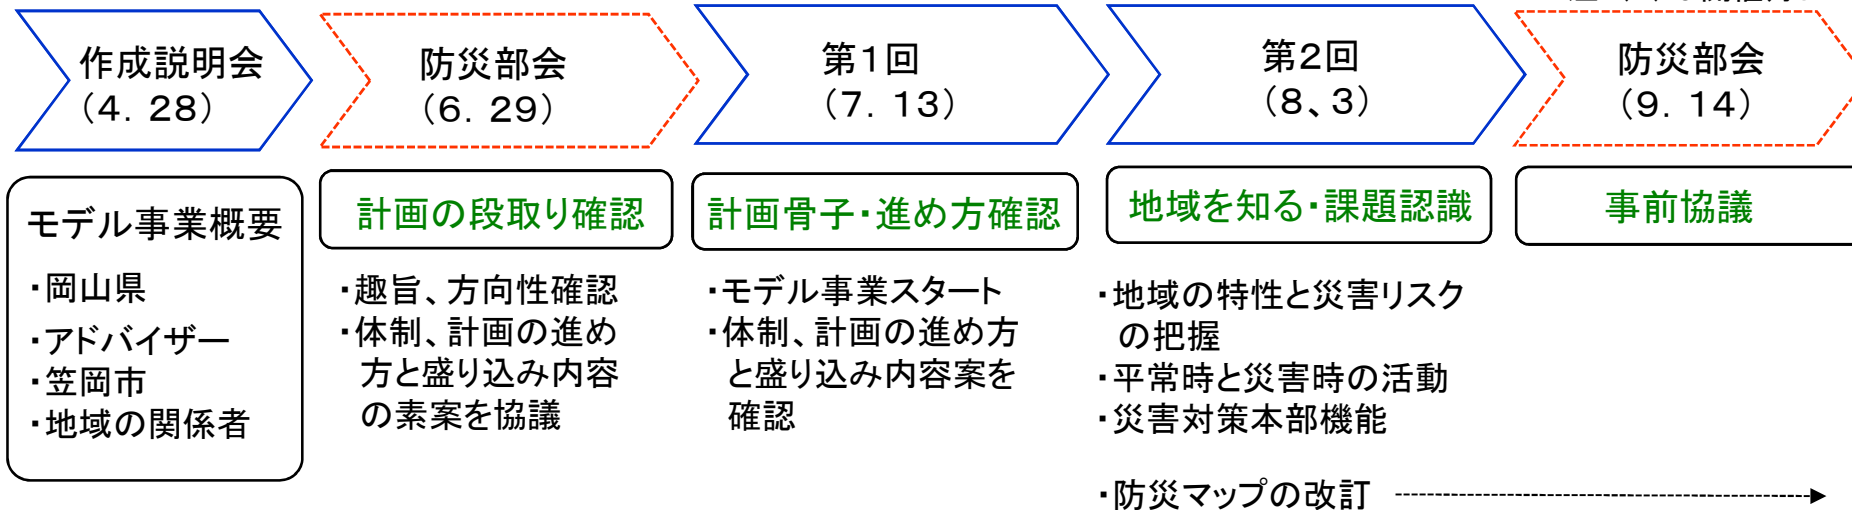 作成説明会
（4．28）
防災部会
（6．29）
第1回
（7．13）
第2回
（8、3）
防災部会
（9．14）
モデル事業概要
・岡山県
・アドバイザー
・笠岡市
・地域の関係者
計画の段取り確認
・趣旨、方向性確認
・体制、計画の進め
方と盛り込み内容
の素案を協議
計画骨子・進め方確認
・モデル事業スタート
・体制、計画の進め方
と盛り込み内容案を
確認
地域を知る・課題認識
・地域の特性と災害リスク
の把握
・平常時と災害時の活動
・災害対策本部機能
・防災マップの改訂
事前協議